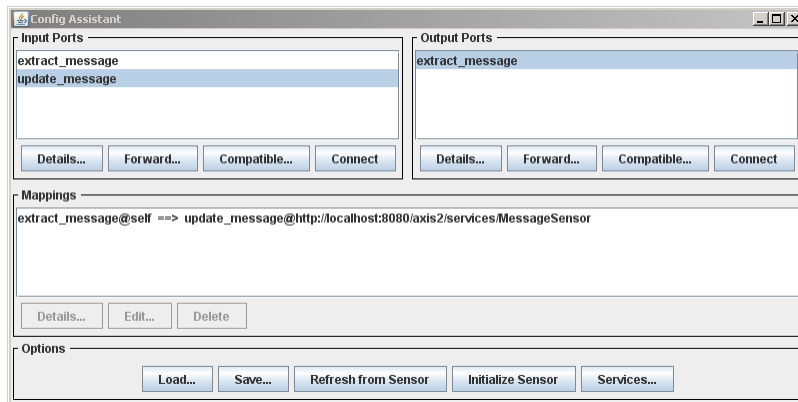 Config Assistant
Input Ports
extract_message
update_message
Details... Forward... Compatible... Connect
Output Ports
extract_message
Details... Forward... Compatible... Connect
Mappings
extract_message@self ==> update_message@http://localhost:8080/axis2/services/MessageSensor
Details... Edit... Delete
Options
Load... Save... Refresh from Sensor Initialize Sensor Services...